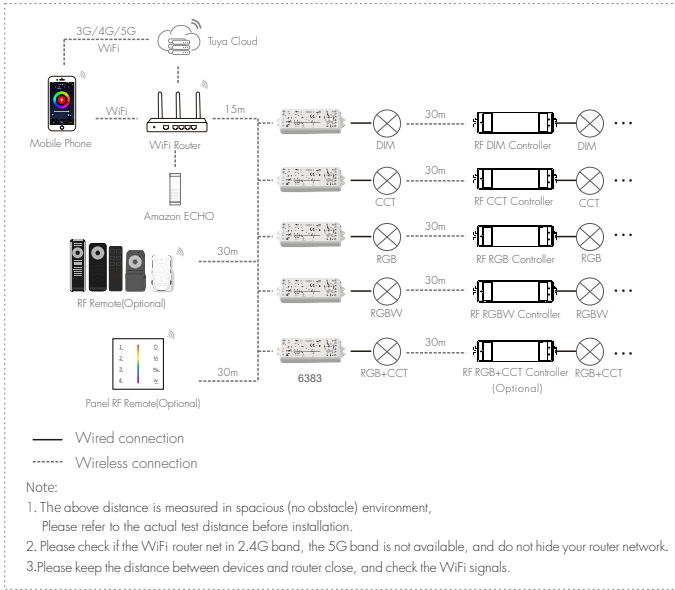 3G/4G/5G
WiFi
Tuya Cloud
WiFi
15m
30m
30m
30m
30m
30m
30m
30m
Mobile Phone
WiFi Router
Amazon ECHO
RF Remote(Optional)
1.
2.
3.
4.
Panel RF Remote(Optional)
6383
DIM
RF DIM Controller
DIM
CCT
RF CCT Controller
CCT
RGB
RF RGB Controller
RGB
RGBW
RF RGBW Controller
RGBW
RGB+CCT
RF RGB+CCT Controller
(Optional)
RGB+CCT
Wired connection
Wireless connection
Note:
1. The above distance is measured in spacious (no obstacle) environment,
Please refer to the actual test distance before installation.
2. Please check if the WiFi router net in 2.4G band, the 5G band is not available, and do not hide your router network.
3.Please keep the distance between devices and router close, and check the WiFi signals.